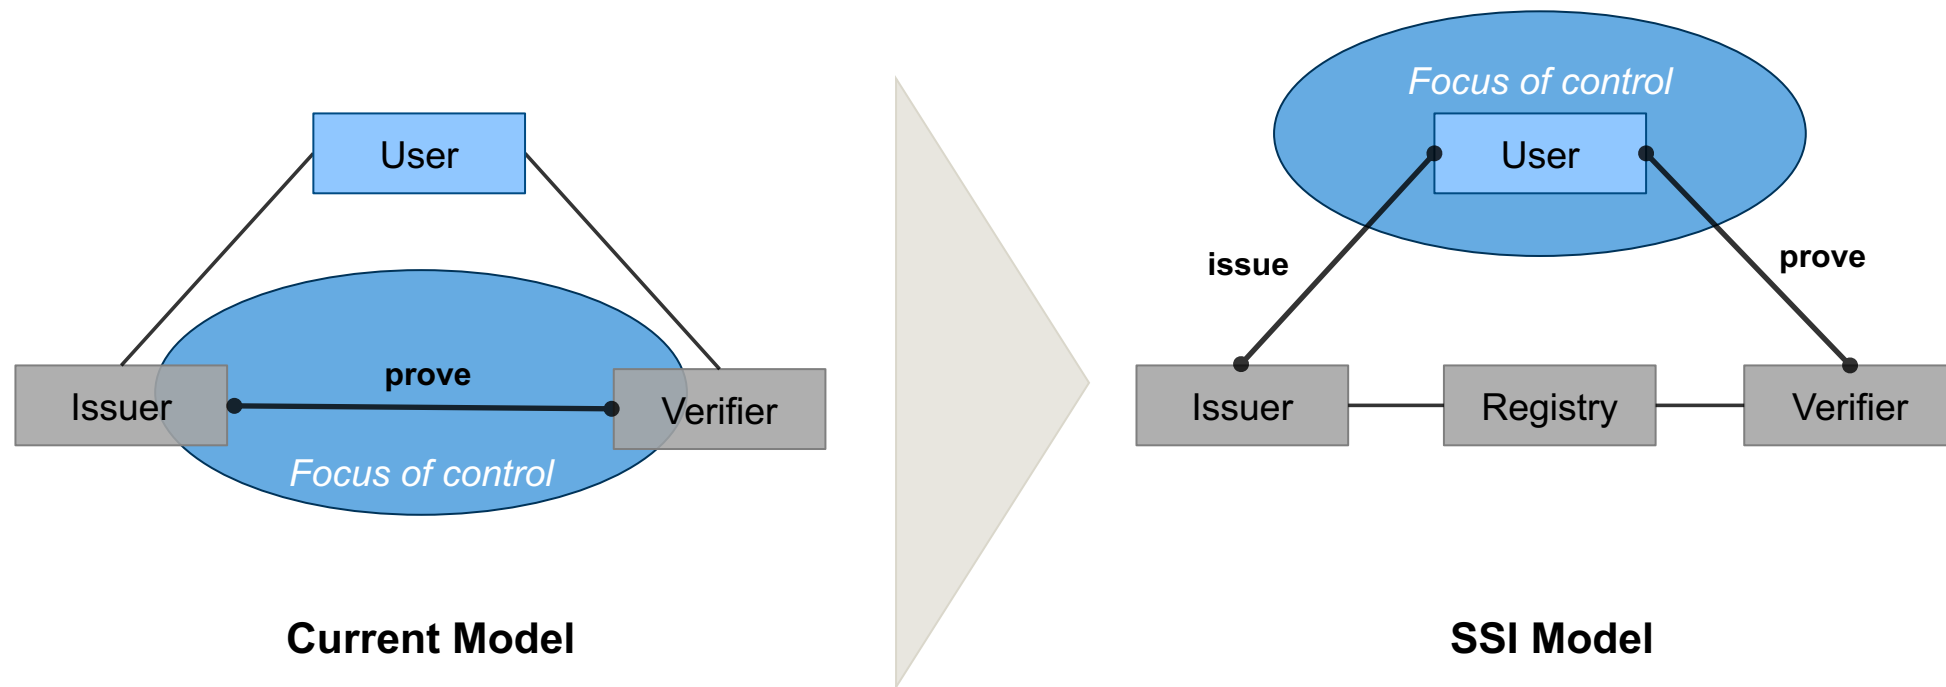 User
Issuer
prove
Verifier
Focus of control
Current Model
Focus of control
User
issue
prove
Issuer
Registry
Verifier
SSI Model